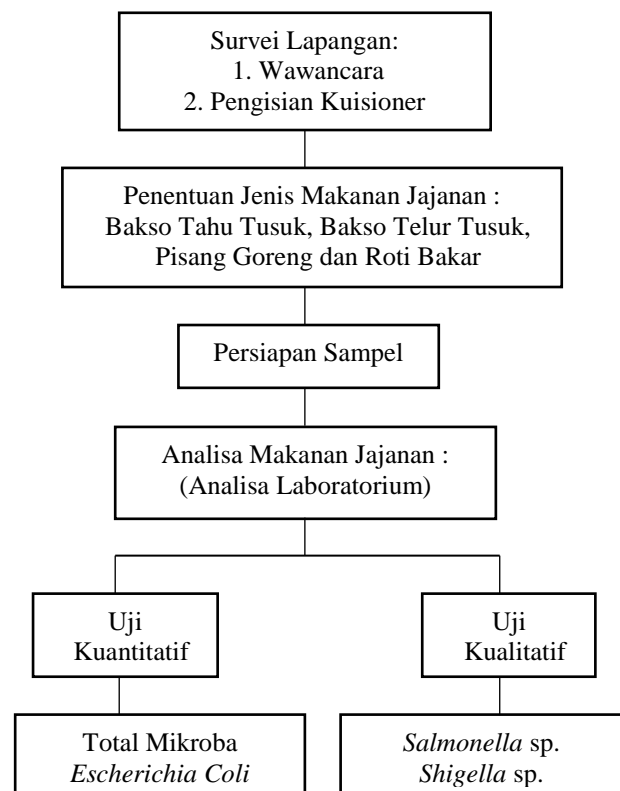 Survei Lapangan:
1. Wawancara
2. Pengisian Kuisioner
Penentuan Jenis Makanan Jajanan :
Bakso Tahu Tusuk, Bakso Telur Tusuk,
Pisang Goreng dan Roti Bakar
Persiapan Sampel
Analisa Makanan Jajanan :
(Analisa Laboratorium)
Uji
Kuantitatif
Uji
Kualitatif
Total Mikroba
Escherichia Coli
Salmonella sp.
Shigella sp.